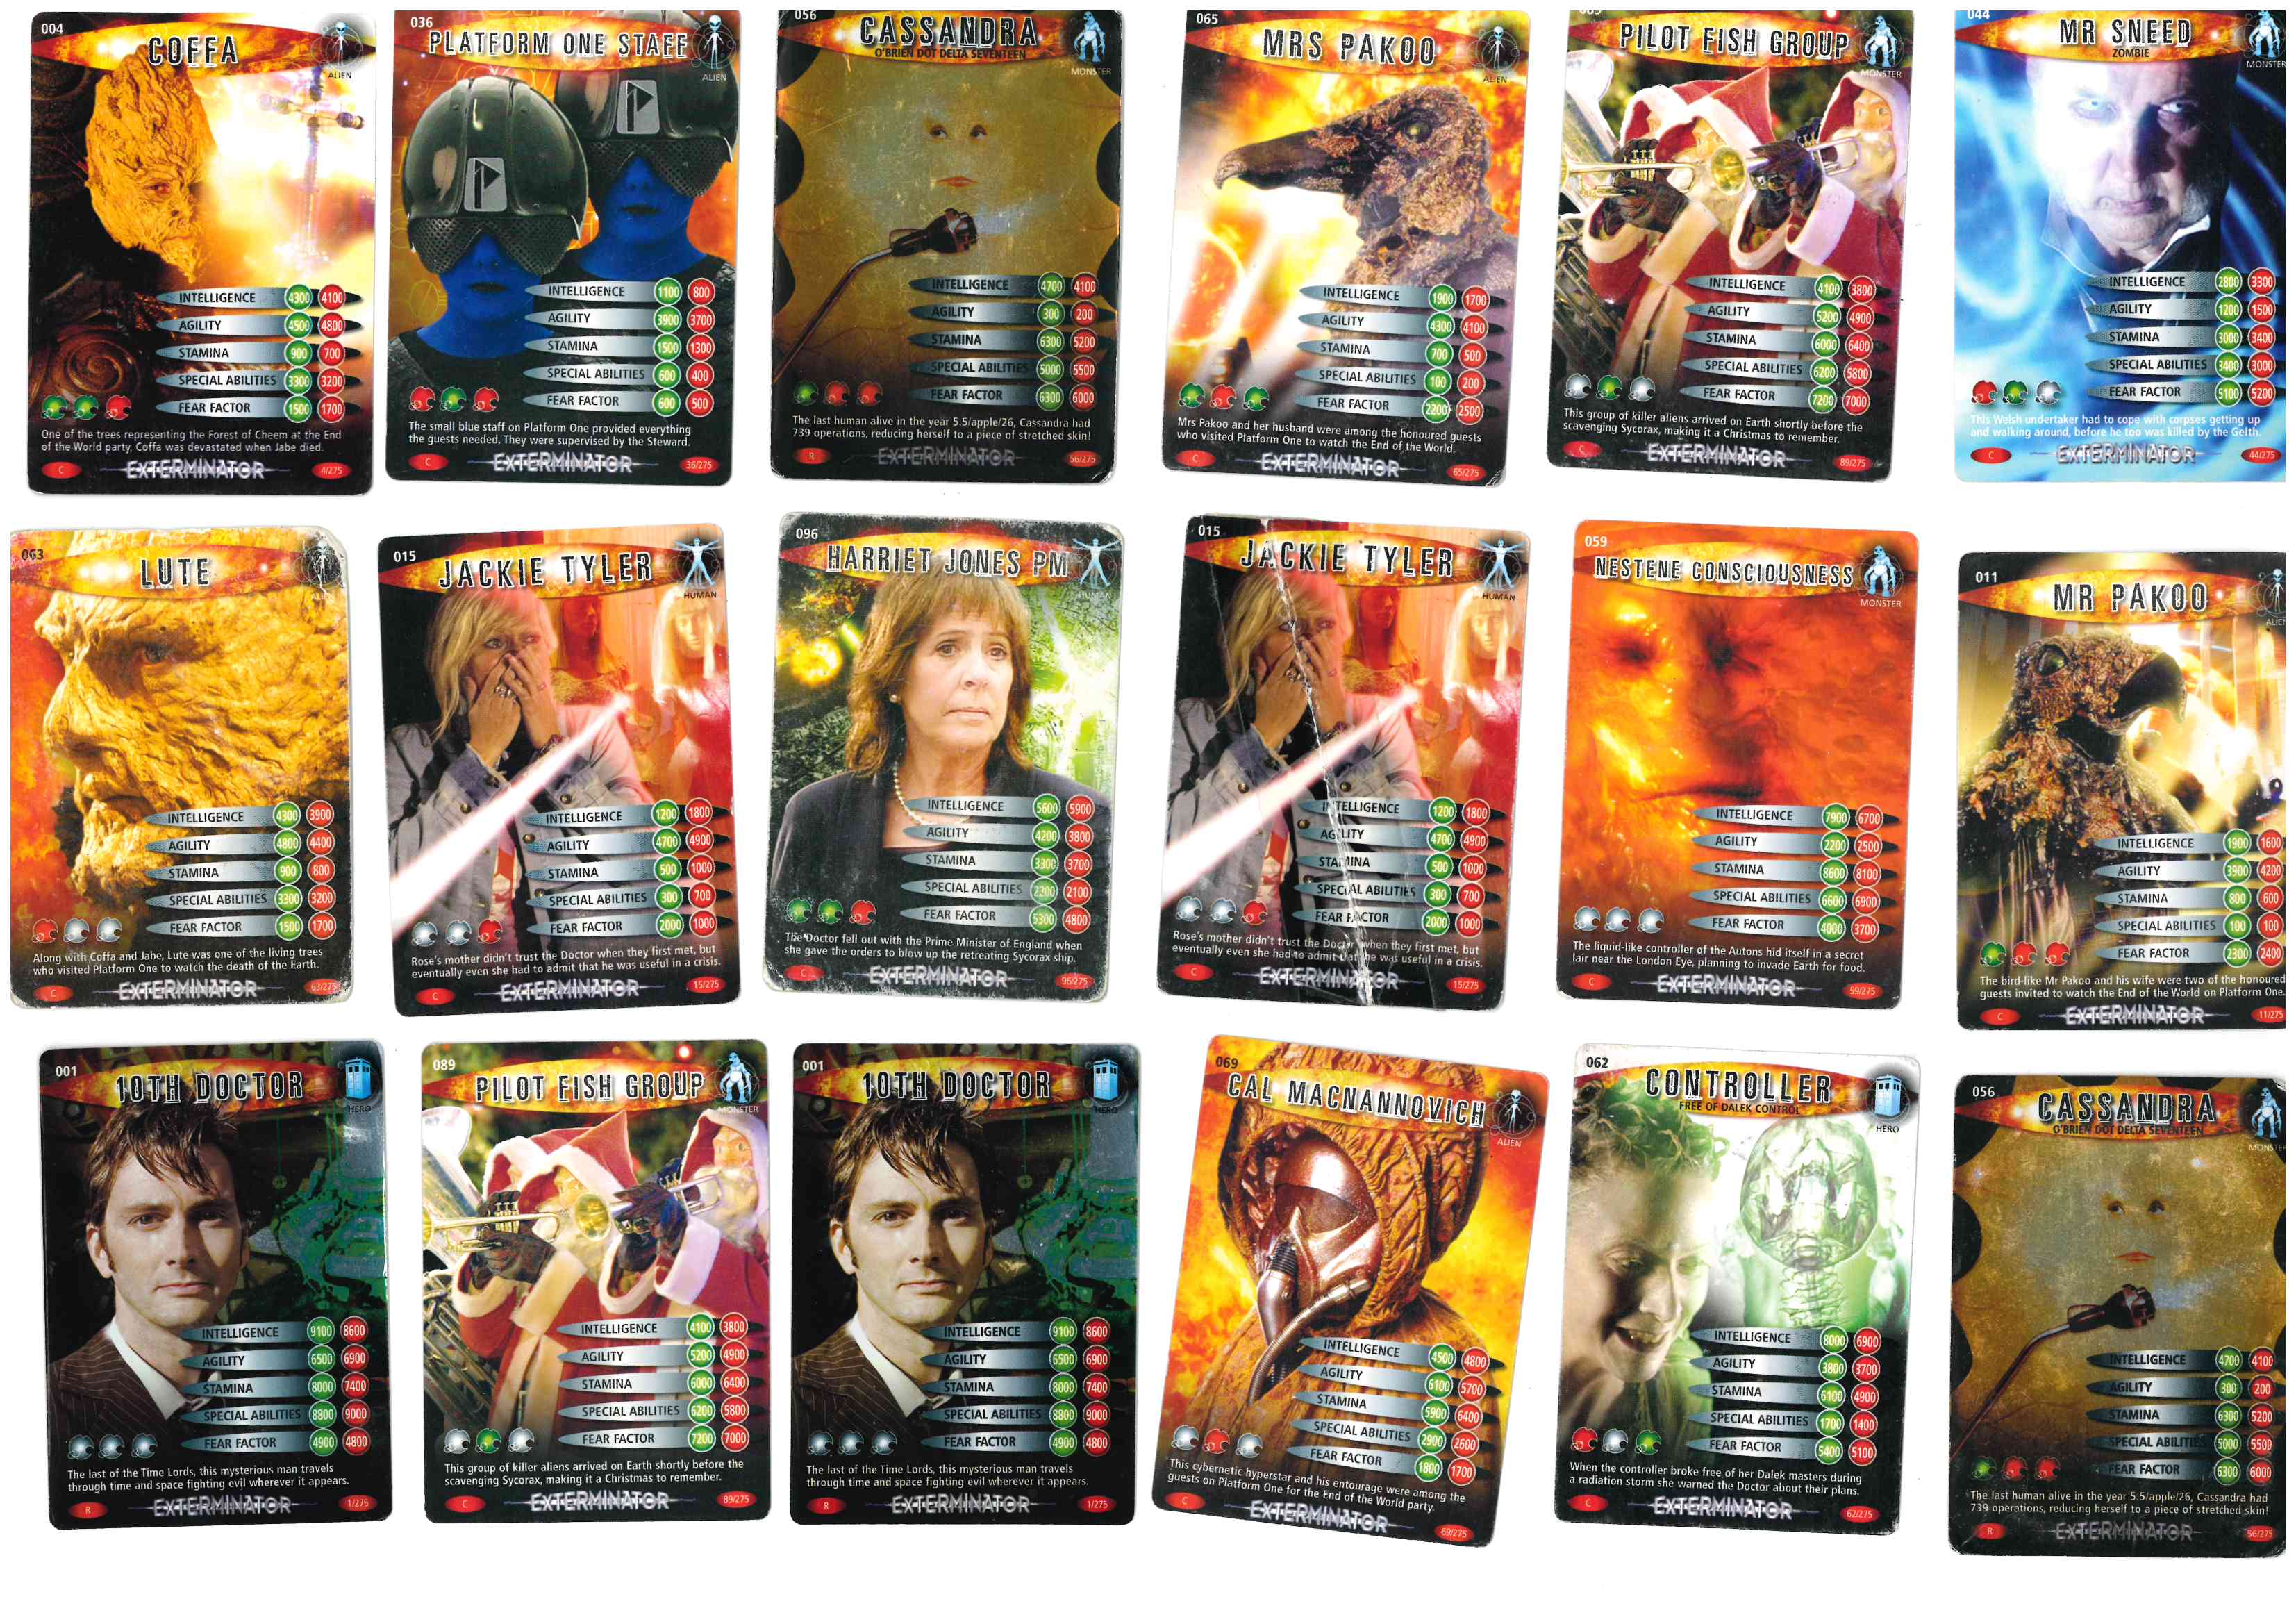 004
COFFA
ALIEN
INTELLIGENCE 4300 4100
AGILITY 4500 4800
STAMINA 900 700
SPECIAL ABILITIES 3300 3200
FEAR FACTOR 1500 1700
One of the trees representing the Forest of Cheem at the End
of the World party, Coffa was devastated when Jabe died.
C EXTERMINATOR 4/275
036
PLATFORM ONE STAFF
ALIEN
INTELLIGENCE 1100 800
AGILITY 3900 3700
STAMINA 1500 1300
SPECIAL ABILITIES 600 400
FEAR FACTOR 600 500
The small blue staff on Platform One provided everything
the guests needed. They were supervised by the Steward.
C EXTERMINATOR 36/275
056
CASSANDRA
O'BRIEN DOT DELTA SEVENTEEN
MONSTER
INTELLIGENCE 4700 4100
AGILITY 300 200
STAMINA 6300 5200
SPECIAL ABILITIES 5000 5500
FEAR FACTOR 6300 6000
The last human alive in the year 5.5/apple/26, Cassandra had
739 operations, reducing herself to a piece of stretched skin!
R EXTERMINATOR 56/275
065
MRS PAKOO
ALIEN
INTELLIGENCE 1900 1700
AGILITY 4300 4100
STAMINA 700 500
SPECIAL ABILITIES 100 200
FEAR FACTOR 2200 2500
Mrs Pakoo and her husband were among the honoured guests
who visited Platform One to watch the End of the World.
C EXTERMINATOR 65/275
089
PILOT FISH GROUP
MONSTER
INTELLIGENCE 4100 3800
AGILITY 5200 4900
STAMINA 6000 6400
SPECIAL ABILITIES 6200 5800
FEAR FACTOR 7200 7000
This group of killer aliens arrived on Earth shortly before the
scavenging Sycorax, making it a Christmas to remember.
C EXTERMINATOR 89/275
044
MR SNEED
ZOMBIE
MONSTER
INTELLIGENCE 2800 3300
AGILITY 1200 1500
STAMINA 3000 3400
SPECIAL ABILITIES 3400 3000
FEAR FACTOR 5100 5200
This Welsh undertaker had to cope with corpses getting up
and walking around, before he too was killed by the Gelth.
C EXTERMINATOR 44/275
063
LUTE
ALIEN
INTELLIGENCE 4300 3900
AGILITY 4800 4400
STAMINA 900 800
SPECIAL ABILITIES 3300 3200
FEAR FACTOR 1500 1700
Along with Coffa and Jabe, Lute was one of the living trees
who visited Platform One to watch the death of the Earth.
C EXTERMINATOR 63/275
015
JACKIE TYLER
HUMAN
INTELLIGENCE 1200 1800
AGILITY 4700 4900
STAMINA 500 1000
SPECIAL ABILITIES 300 700
FEAR FACTOR 2000 1000
Rose's mother didn't trust the Doctor when they first met, but
eventually even she had to admit that he was useful in a crisis.
C EXTERMINATOR 15/275
096
HARRIET JONES PM
HUMAN
INTELLIGENCE 5600 5900
AGILITY 4200 3800
STAMINA 3300 3700
SPECIAL ABILITIES 2300 2100
FEAR FACTOR 5300 4800
The Doctor fell out with the Prime Minister of England when
she gave the orders to blow up the retreating Sycorax ship.
C EXTERMINATOR 96/275
015
JACKIE TYLER
HUMAN
INTELLIGENCE 1200 1800
AGILITY 4700 4900
STAMINA 500 1000
SPECIAL ABILITIES 300 700
FEAR FACTOR 2000 1000
Rose's mother didn't trust the Doctor when they first met, but
eventually even she had to admit that he was useful in a crisis.
C EXTERMINATOR 15/275
059
NESTENE CONSCIOUSNESS
MONSTER
INTELLIGENCE 7900 6700
AGILITY 2200 2500
STAMINA 8600 8100
SPECIAL ABILITIES 6600 6900
FEAR FACTOR 4000 3700
The liquid-like controller of the Autons hid itself in a secret
lair near the London Eye, planning to invade Earth for food.
C EXTERMINATOR 59/275
011
MR PAKOO
ALIEN
INTELLIGENCE 1900 1600
AGILITY 3900 4200
STAMINA 800 600
SPECIAL ABILITIES 100 100
FEAR FACTOR 2300 2400
The bird-like Mr Pakoo and his wife were two of the honoured
guests invited to watch the End of the World on Platform One.
C EXTERMINATOR 11/275
001
10TH DOCTOR
HERO
INTELLIGENCE 9100 8600
AGILITY 6500 6900
STAMINA 8000 7400
SPECIAL ABILITIES 8800 9000
FEAR FACTOR 4900 4800
The last of the Time Lords, this mysterious man travels
through time and space fighting evil wherever it appears.
R EXTERMINATOR 1/275
089
PILOT FISH GROUP
MONSTER
INTELLIGENCE 4100 3800
AGILITY 5200 4900
STAMINA 6000 6400
SPECIAL ABILITIES 6200 5800
FEAR FACTOR 7200 7000
This group of killer aliens arrived on Earth shortly before the
scavenging Sycorax, making it a Christmas to remember.
C EXTERMINATOR 89/275
001
10TH DOCTOR
HERO
INTELLIGENCE 9100 8600
AGILITY 6500 6900
STAMINA 8000 7400
SPECIAL ABILITIES 8800 9000
FEAR FACTOR 4900 4800
The last of the Time Lords, this mysterious man travels
through time and space fighting evil wherever it appears.
R EXTERMINATOR 1/275
069
CAL MACNANNOVICH
ALIEN
INTELLIGENCE 4500 4800
AGILITY 6100 5700
STAMINA 5900 6400
SPECIAL ABILITIES 2900 2600
FEAR FACTOR 1800 1700
This cybernetic hyperstar and his entourage were among the
guests on Platform One for the End of the World party.
C EXTERMINATOR 69/275
062
CONTROLLER
FREE OF DALEK CONTROL
HERO
INTELLIGENCE 8000 6900
AGILITY 3800 3700
STAMINA 6100 4900
SPECIAL ABILITIES 1700 1400
FEAR FACTOR 5400 5100
When the controller broke free of her Dalek masters during
a radiation storm she warned the Doctor about their plans.
C EXTERMINATOR 62/275
056
CASSANDRA
O'BRIEN DOT DELTA SEVENTEEN
MONSTE
INTELLIGENCE 4700 4100
AGILITY 300 200
STAMINA 6300 5200
SPECIAL ABILITIES 5000 5500
FEAR FACTOR 6300 6000
The last human alive in the year 5.5/apple/26, Cassandra had
739 operations, reducing herself to a piece of stretched skin!
R EXTERMINATOR 56/275